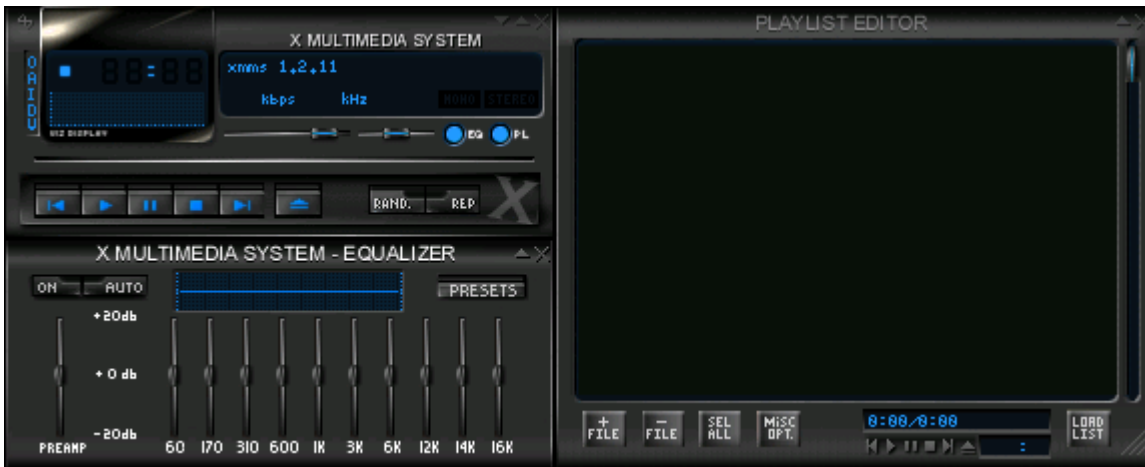 X MULTIMEDIA SYSTEM
PLAYLIST EDITOR
O
A
I
D
V
xmms 1.2.11
kbps kHz
MONO STEREO
VIZ DISPLAY
EQ PL
RAND. REP
X
X MULTIMEDIA SYSTEM - EQUALIZER
ON AUTO
PRESETS
+20db
+ 0 db
-20db
PREAMP 60 170 310 600 1K 3K 6K 12K 14K 16K
+ FILE
- FILE
SEL ALL
MISC OPT.
0:00/0:00
:
LOAD LIST